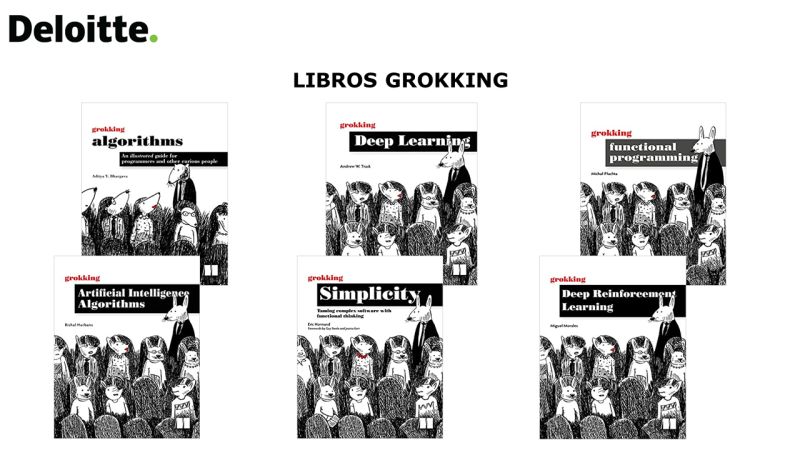 Deloitte.
LIBROS GROKKING
grokking
algorithms
An illustrated guide for
programmers and other curious people
Aditya Y. Bhargava
grokking
Deep Learning
Andrew W. Trask
grokking
functional
programming
Michał Płachta
grokking
Artificial Intelligence
Algorithms
Rishal Hurbans
grokking
Simplicity
Taming complex software with
functional thinking
Eric Normand
grokking
Deep Reinforcement
Learning
Miguel Morales